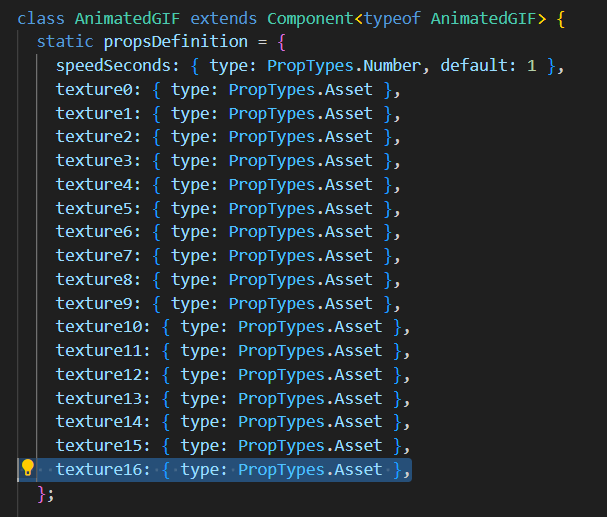 class AnimatedGIF extends Component<typeof AnimatedGIF> {
static propsDefinition = {
speedSeconds: { type: PropTypes.Number, default: 1 },
texture0: { type: PropTypes.Asset },
texture1: { type: PropTypes.Asset },
texture2: { type: PropTypes.Asset },
texture3: { type: PropTypes.Asset },
texture4: { type: PropTypes.Asset },
texture5: { type: PropTypes.Asset },
texture6: { type: PropTypes.Asset },
texture7: { type: PropTypes.Asset },
texture8: { type: PropTypes.Asset },
texture9: { type: PropTypes.Asset },
texture10: { type: PropTypes.Asset },
texture11: { type: PropTypes.Asset },
texture12: { type: PropTypes.Asset },
texture13: { type: PropTypes.Asset },
texture14: { type: PropTypes.Asset },
texture15: { type: PropTypes.Asset },
texture16: { type: PropTypes.Asset },
};